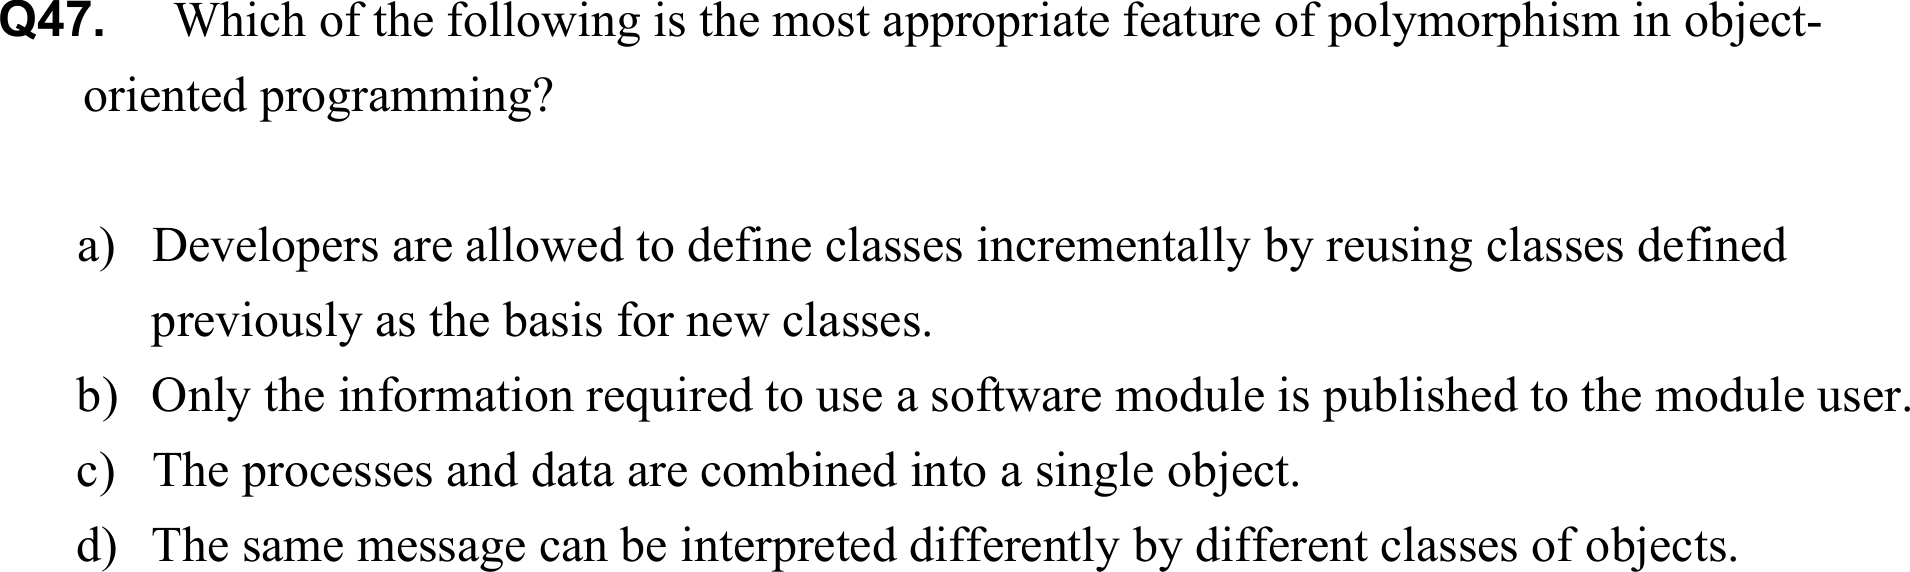 Q47. Which of the following is the most appropriate feature of polymorphism in object-
oriented programming?
a) Developers are allowed to define classes incrementally by reusing classes defined
previously as the basis for new classes.
b) Only the information required to use a software module is published to the module user.
c) The processes and data are combined into a single object.
d) The same message can be interpreted differently by different classes of objects.